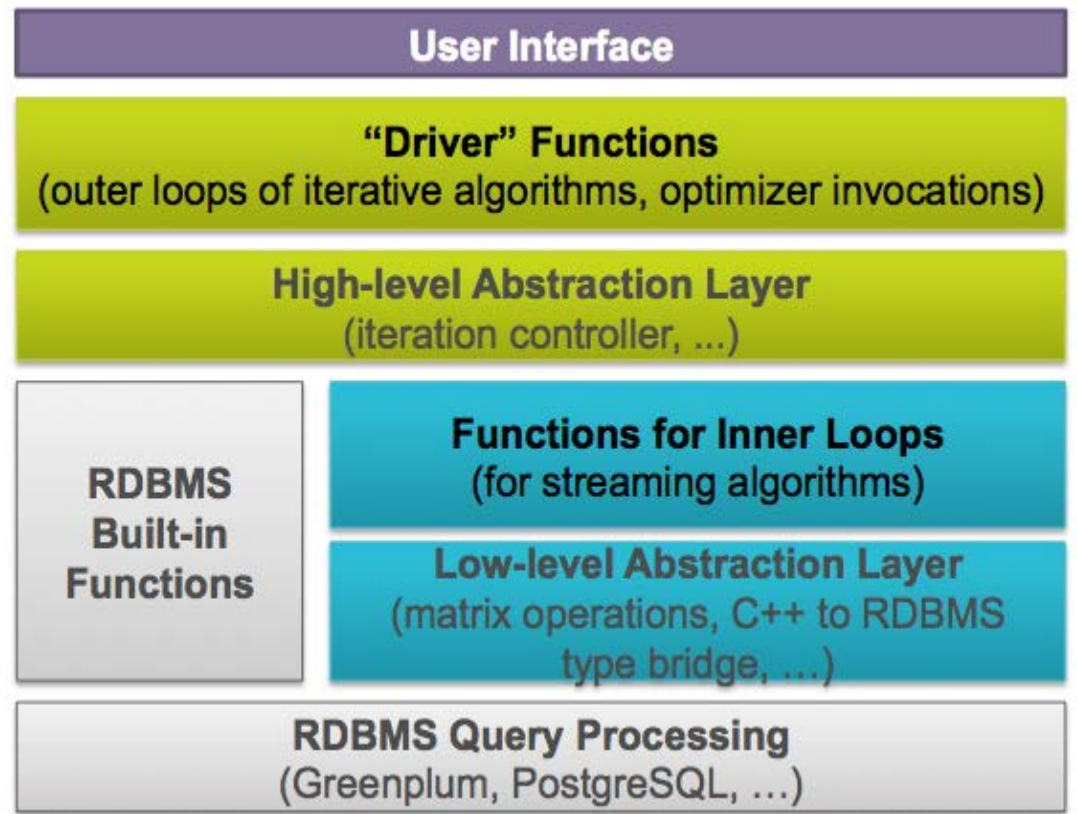 User Interface
“Driver” Functions
(outer loops of iterative algorithms, optimizer invocations)
High-level Abstraction Layer
(iteration controller, ...)
RDBMS
Built-in
Functions
Functions for Inner Loops
(for streaming algorithms)
Low-level Abstraction Layer
(matrix operations, C++ to RDBMS
type bridge, …)
RDBMS Query Processing
(Greenplum, PostgreSQL, …)